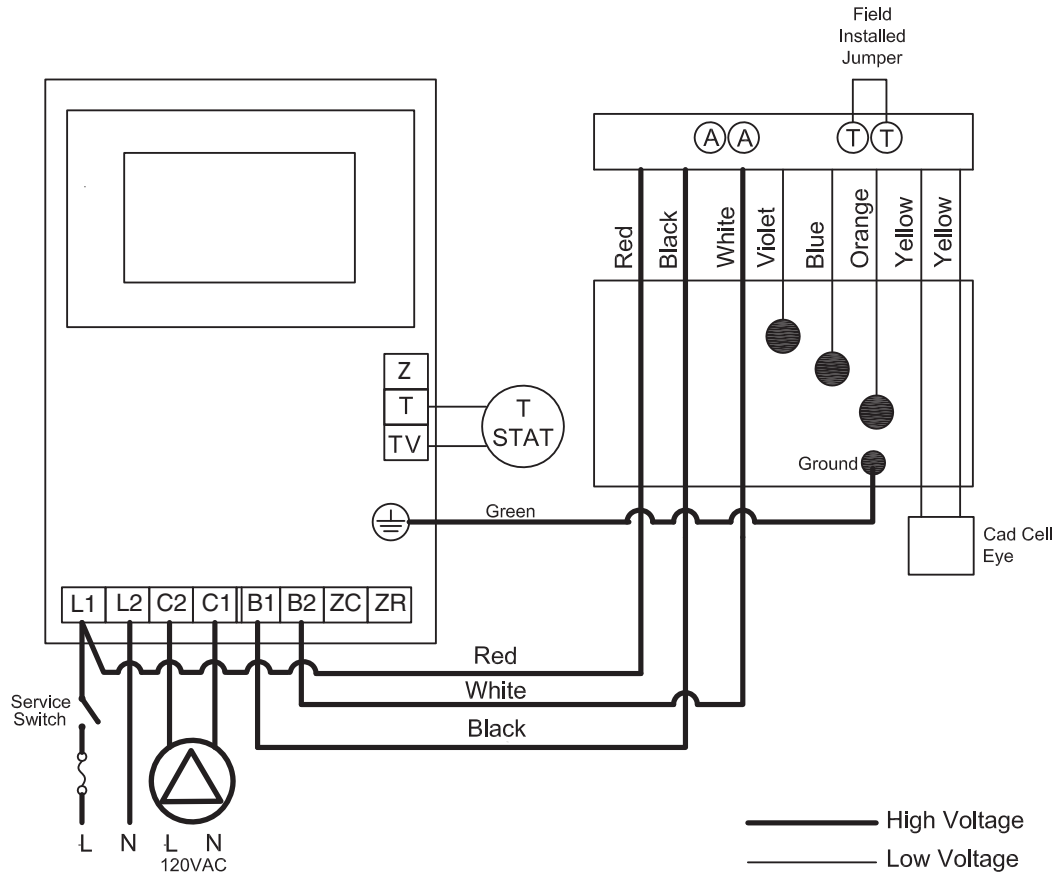 Field
Installed
Jumper
A A T T
Red
Black
White
Violet
Blue
Orange
Yellow
Yellow
Z
T
TV
T
STAT
Ground
Green
Cad Cell
Eye
L1 L2 C2 C1 B1 B2 ZC ZR
Red
White
Black
Service
Switch
L N L N
120VAC
High Voltage
Low Voltage